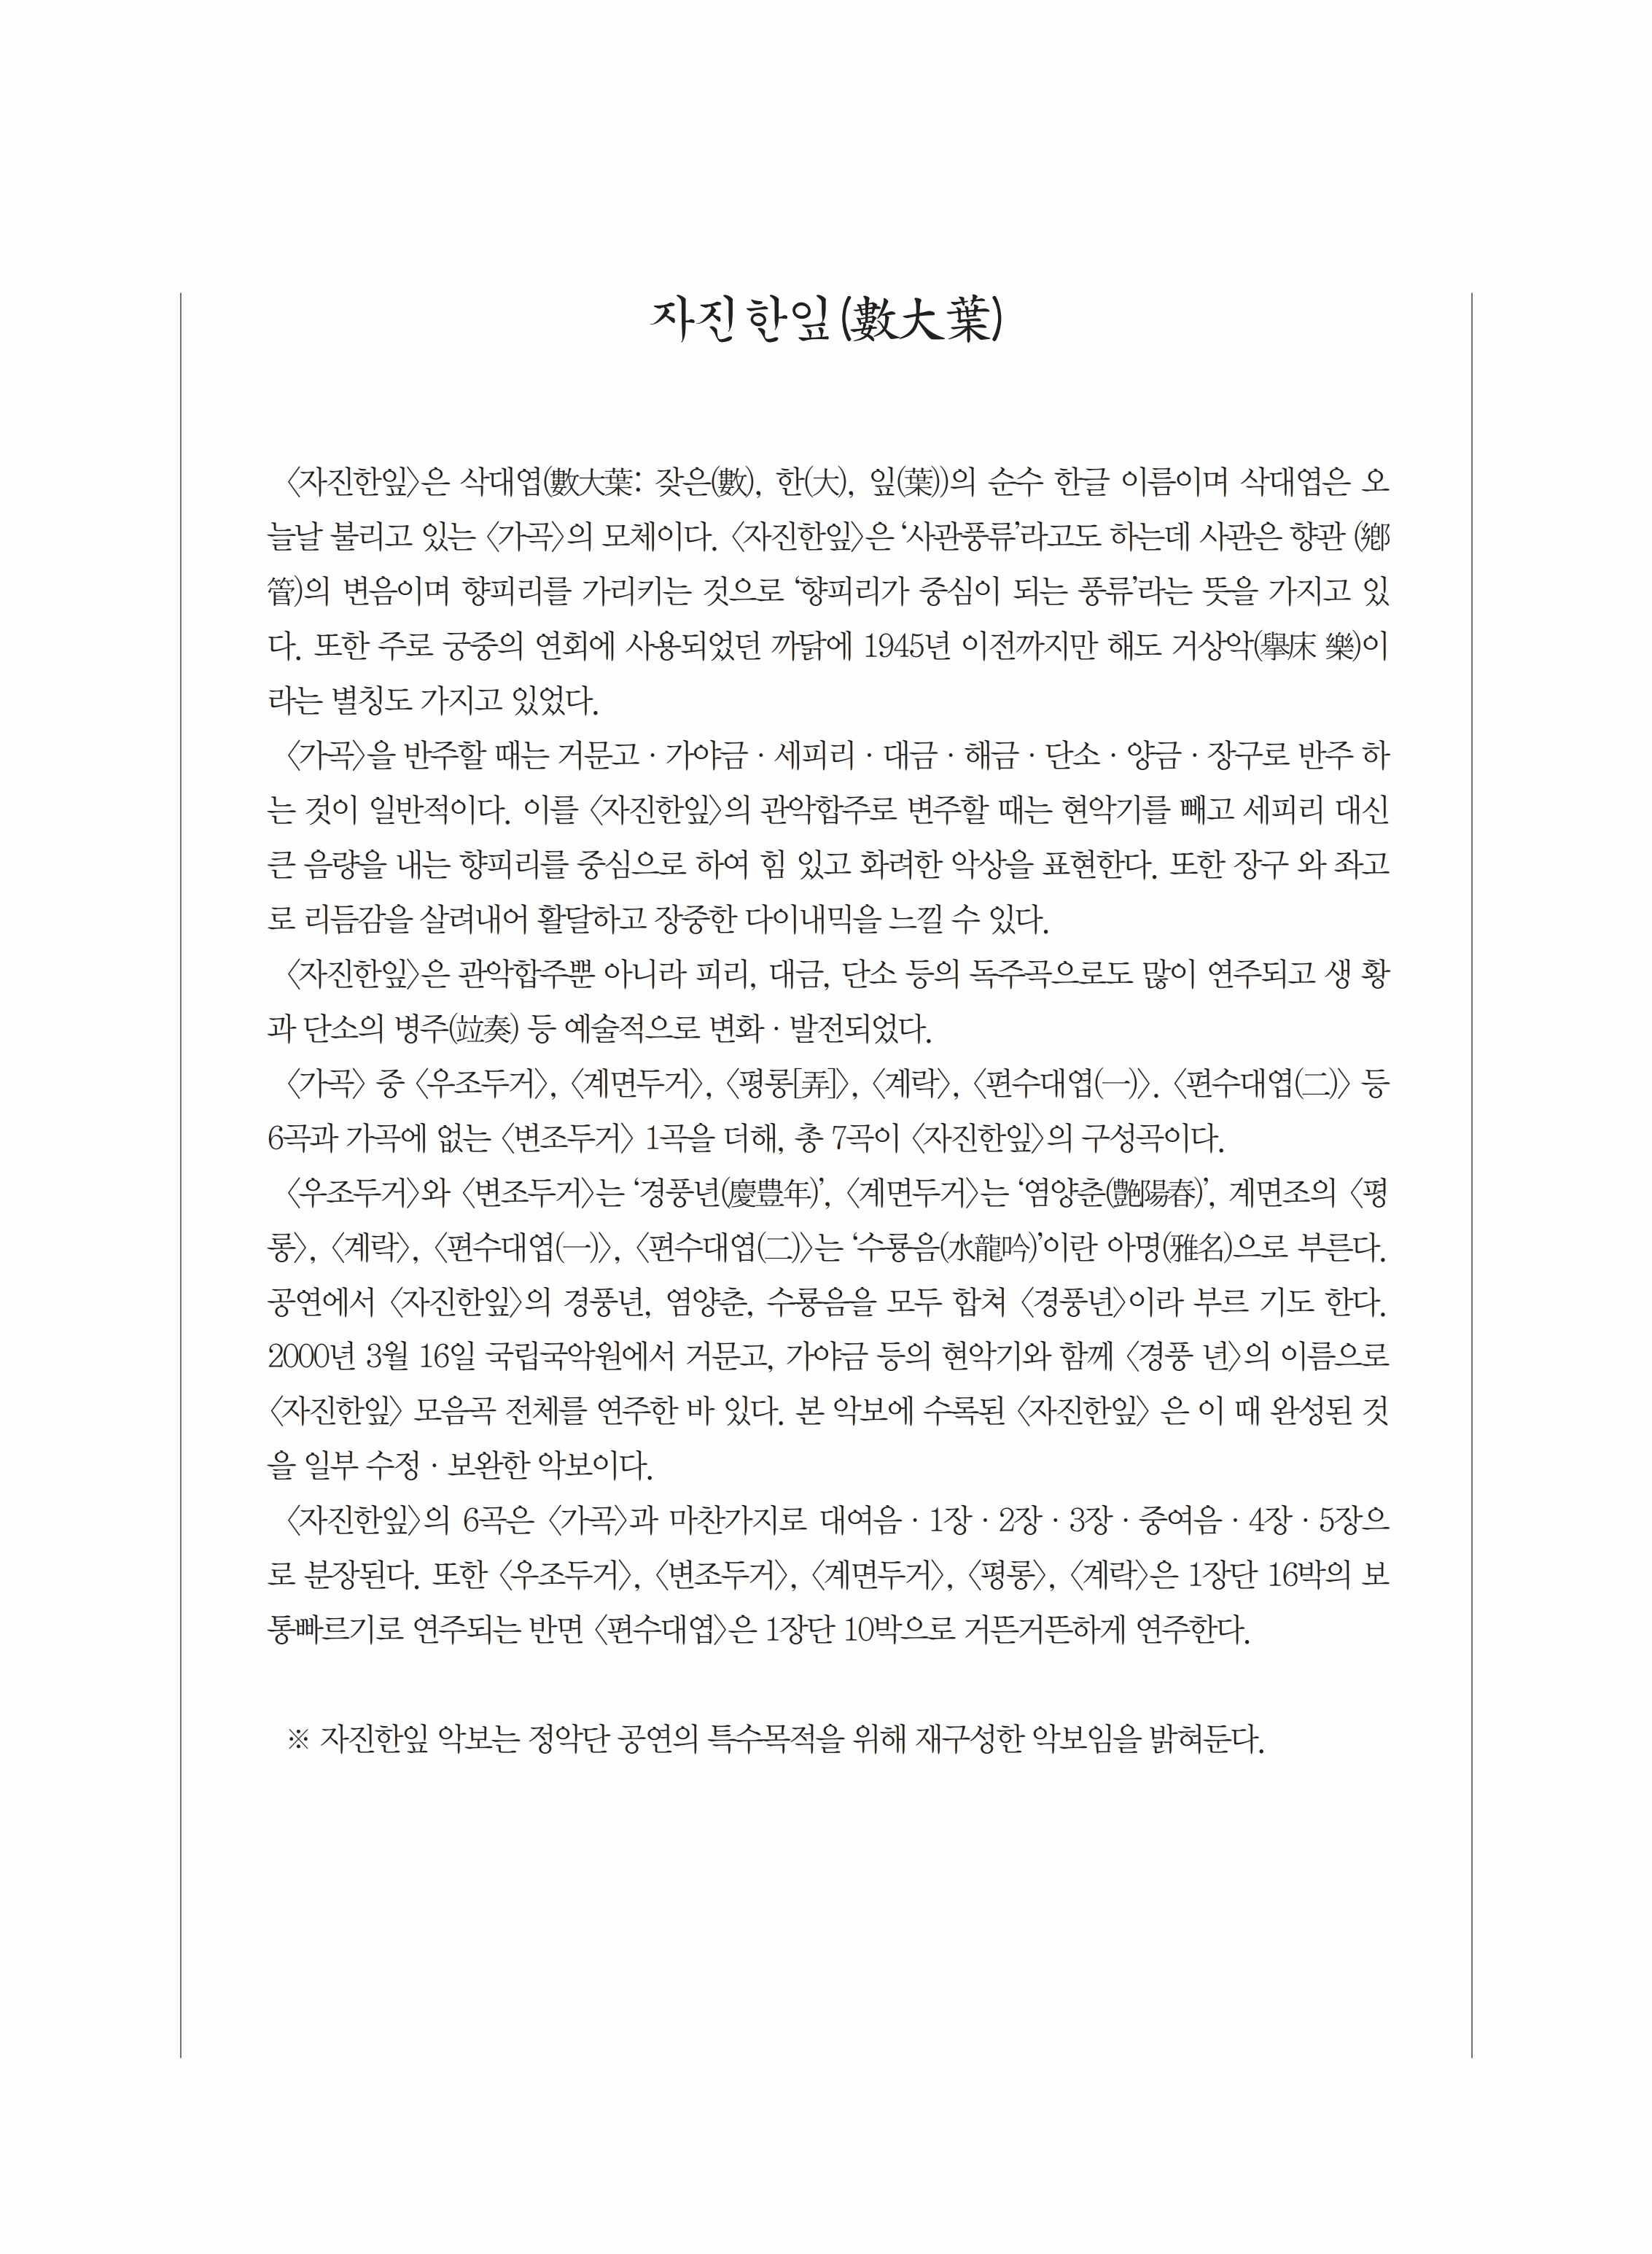 자진한잎(數大葉)
〈자진한잎〉은 삭대엽(數大葉: 잦은(數), 한(大), 잎(葉))의 순수 한글 이름이며 삭대엽은 오
늘날 불리고 있는 〈가곡〉의 모체이다. 〈자진한잎〉은 ‘사관풍류’라고도 하는데 사관은 향관 (鄕
管)의 변음이며 향피리를 가리키는 것으로 ‘향피리가 중심이 되는 풍류’라는 뜻을 가지고 있
다. 또한 주로 궁중의 연회에 사용되었던 까닭에 1945년 이전까지만 해도 거상악(擧床 樂)이
라는 별칭도 가지고 있었다.
〈가곡〉을 반주할 때는 거문고 · 가야금 · 세피리 · 대금 · 해금 · 단소 · 양금 · 장구로 반주 하
는 것이 일반적이다. 이를 〈자진한잎〉의 관악합주로 변주할 때는 현악기를 빼고 세피리 대신
큰 음량을 내는 향피리를 중심으로 하여 힘 있고 화려한 악상을 표현한다. 또한 장구 와 좌고
로 리듬감을 살려내어 활달하고 장중한 다이내믹을 느낄 수 있다.
〈자진한잎〉은 관악합주뿐 아니라 피리, 대금, 단소 등의 독주곡으로도 많이 연주되고 생 황
과 단소의 병주(竝奏) 등 예술적으로 변화 · 발전되었다.
〈가곡〉 중 〈우조두거〉, 〈계면두거〉, 〈평롱[弄]〉, 〈계락〉, 〈편수대엽(一)〉. 〈편수대엽(二)〉 등
6곡과 가곡에 없는 〈변조두거〉 1곡을 더해, 총 7곡이 〈자진한잎〉의 구성곡이다.
〈우조두거〉와 〈변조두거〉는 ‘경풍년(慶豊年)’, 〈계면두거〉는 ‘염양춘(艶陽春)’, 계면조의 〈평
롱〉, 〈계락〉, 〈편수대엽(一)〉, 〈편수대엽(二)〉는 ‘수룡음(水龍吟)’이란 아명(雅名)으로 부른다.
공연에서 〈자진한잎〉의 경풍년, 염양춘, 수룡음을 모두 합쳐 〈경풍년〉이라 부르 기도 한다.
2000년 3월 16일 국립국악원에서 거문고, 가야금 등의 현악기와 함께 〈경풍 년〉의 이름으로
〈자진한잎〉 모음곡 전체를 연주한 바 있다. 본 악보에 수록된 〈자진한잎〉 은 이 때 완성된 것
을 일부 수정 · 보완한 악보이다.
〈자진한잎〉의 6곡은 〈가곡〉과 마찬가지로 대여음 · 1장 · 2장 · 3장 · 중여음 · 4장 · 5장으
로 분장된다. 또한 〈우조두거〉, 〈변조두거〉, 〈계면두거〉, 〈평롱〉, 〈계락〉은 1장단 16박의 보
통빠르기로 연주되는 반면 〈편수대엽〉은 1장단 10박으로 거뜬거뜬하게 연주한다.
※ 자진한잎 악보는 정악단 공연의 특수목적을 위해 재구성한 악보임을 밝혀둔다.